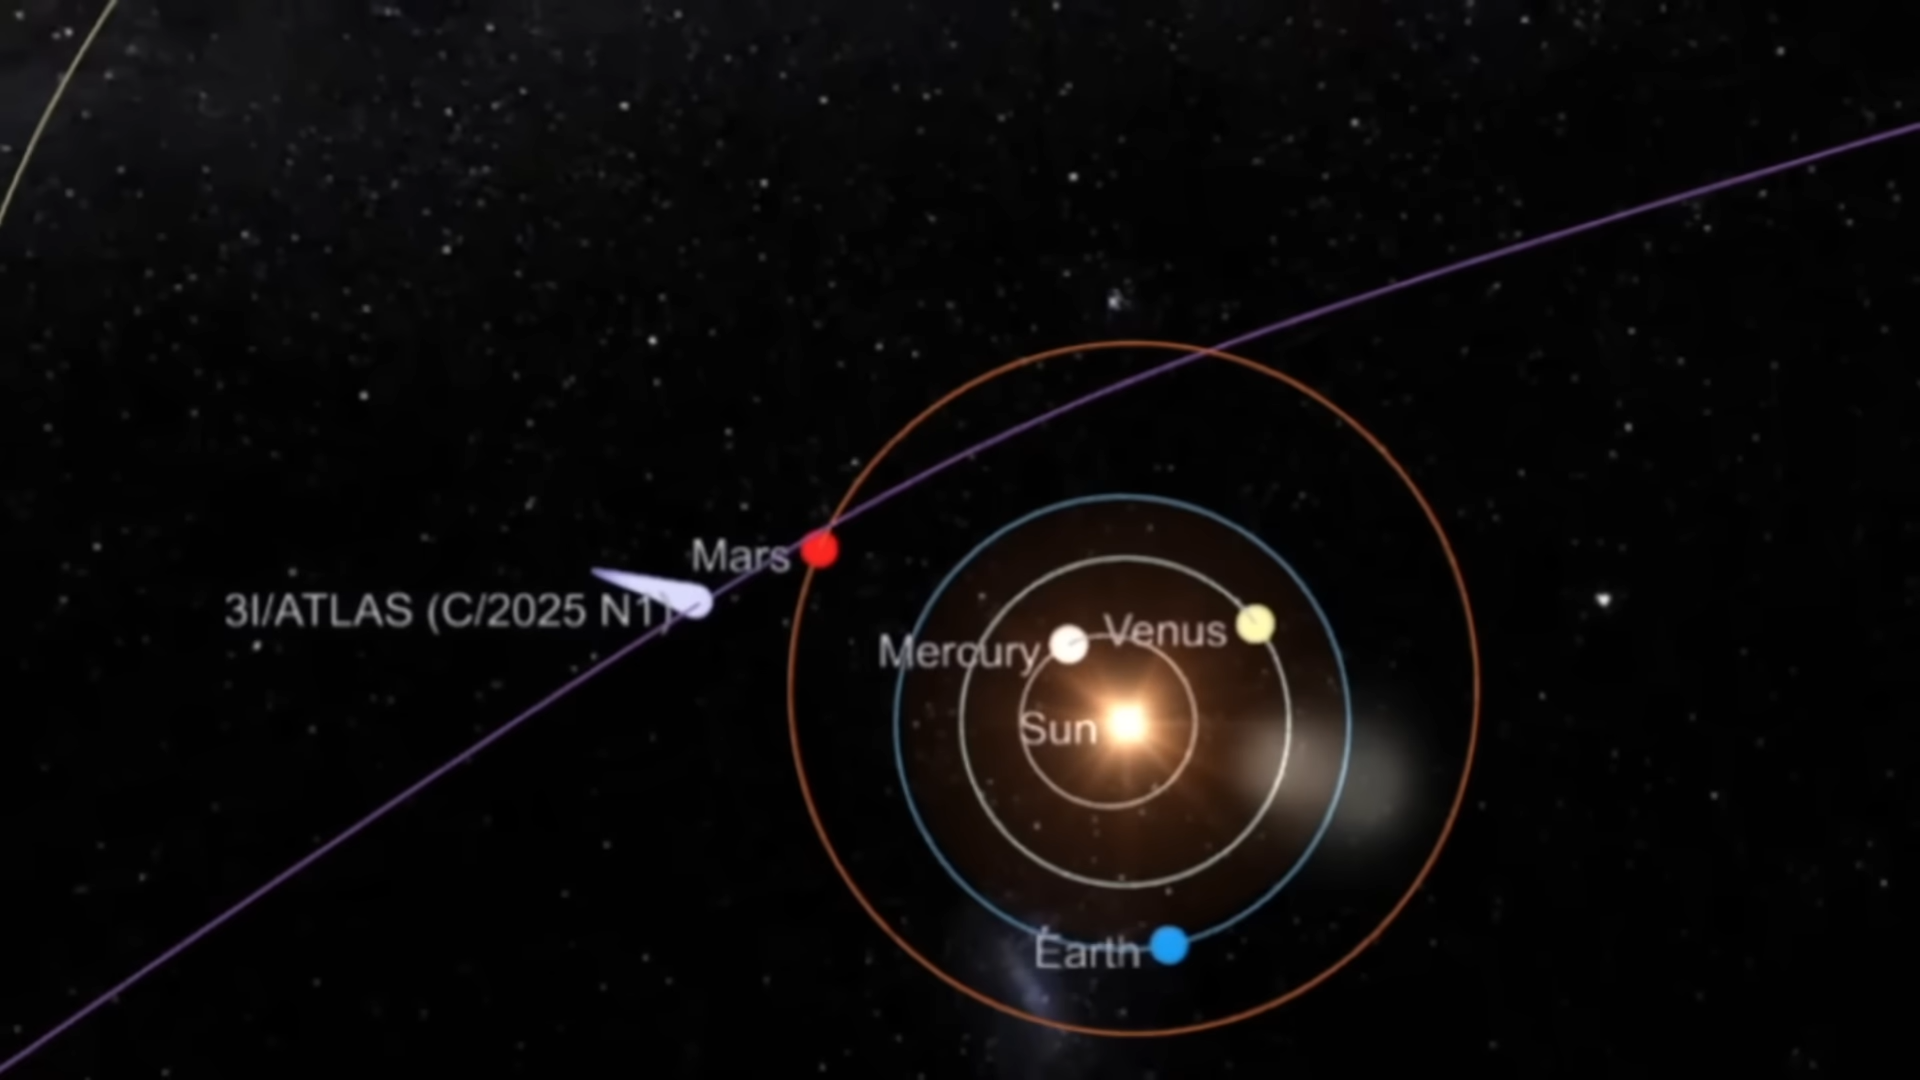 Mars
3I/ATLAS (C/2025 N1)
Venus
Mercury
Sun
Earth